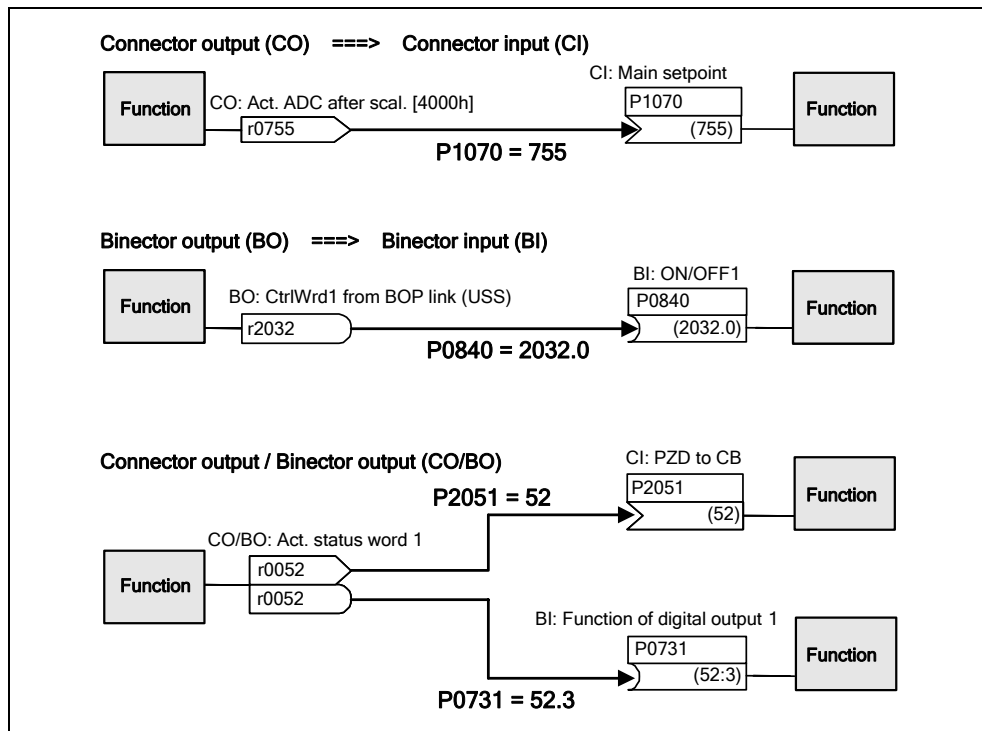 Connector output (CO) ===> Connector input (CI)
CI: Main setpoint
Function
CO: Act. ADC after scal. [4000h]
P1070
Function
r0755
(755)
P1070 = 755
Binector output (BO) ===> Binector input (BI)
BI: ON/OFF1
Function
BO: CtrlWrd1 from BOP link (USS)
P0840
Function
r2032
(2032.0)
P0840 = 2032.0
Connector output / Binector output (CO/BO)
CI: PZD to CB
P2051 = 52
P2051
Function
(52)
CO/BO: Act. status word 1
Function
r0052
r0052
BI: Function of digital output 1
P0731
Function
(52:3)
P0731 = 52.3